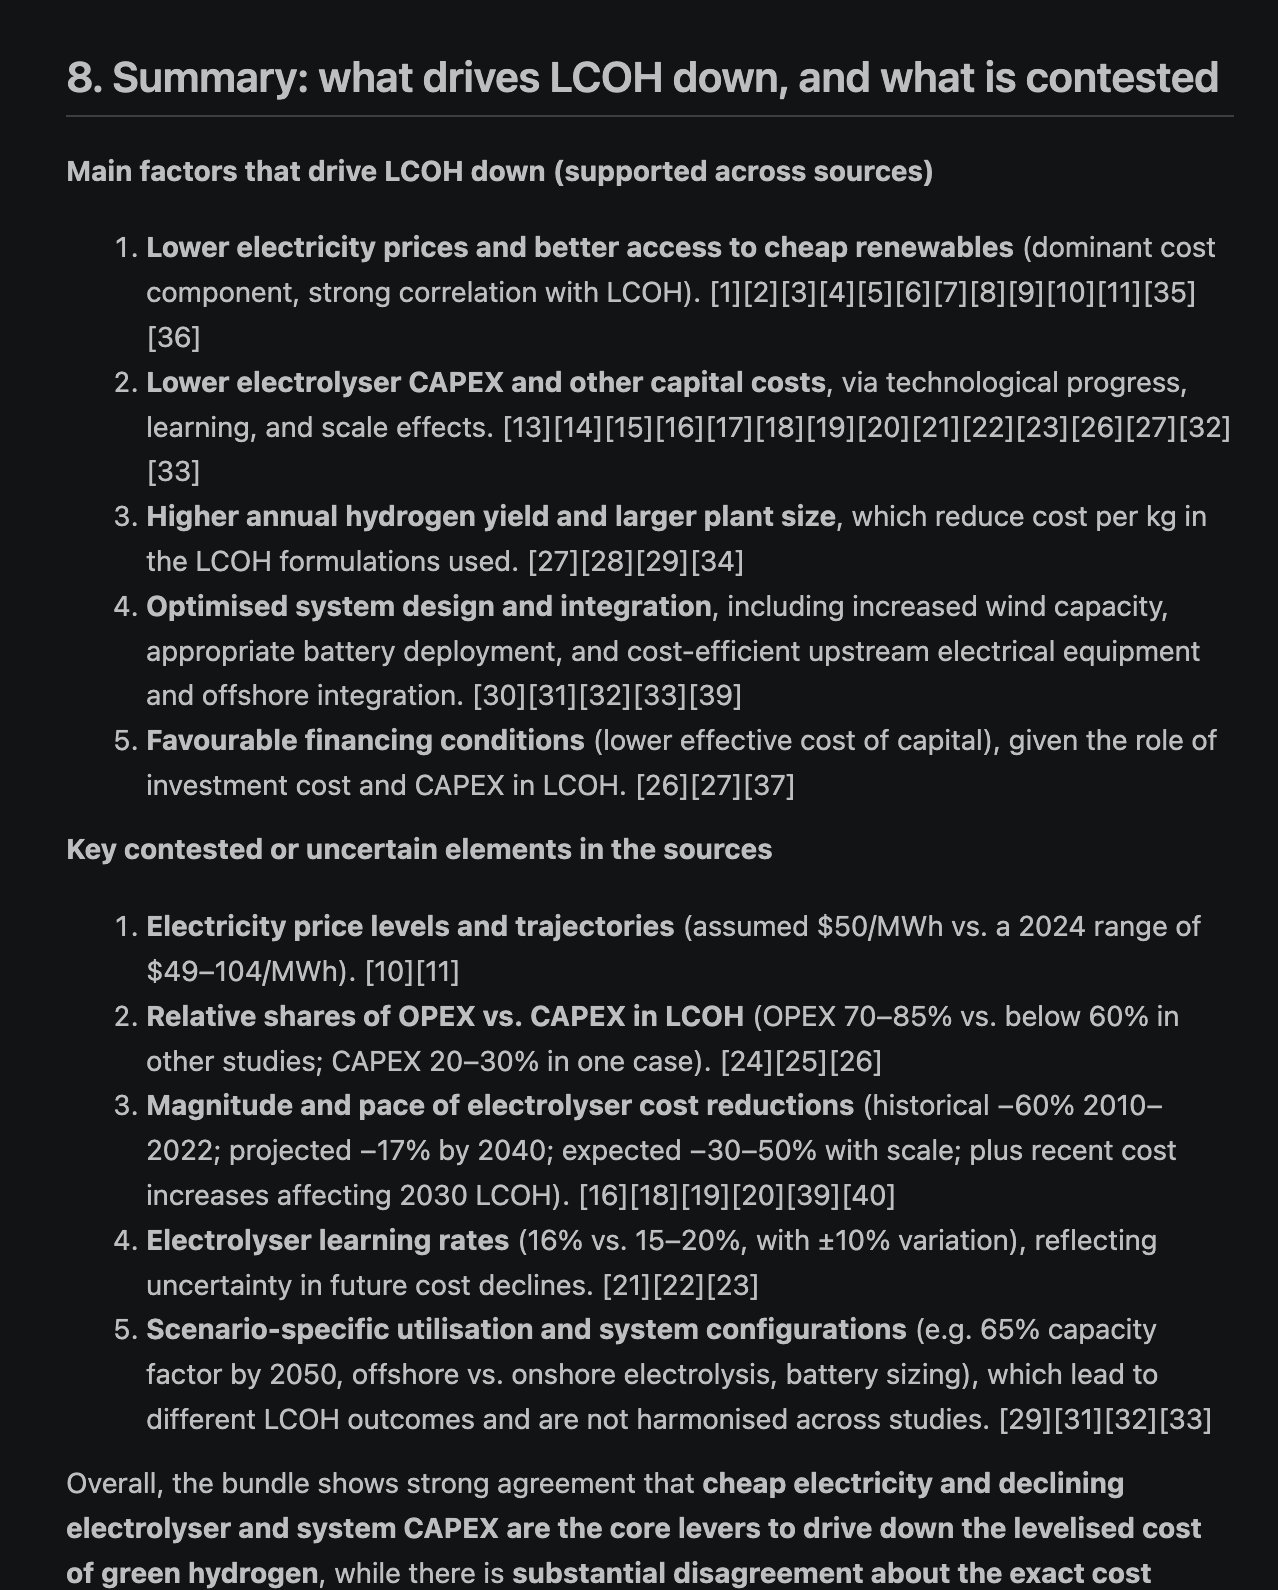 8. Summary: what drives LCOH down, and what is contested
Main factors that drive LCOH down (supported across sources)
1. Lower electricity prices and better access to cheap renewables (dominant cost
component, strong correlation with LCOH). [1][2][3][4][5][6][7][8][9][10][11][35]
[36]
2. Lower electrolyser CAPEX and other capital costs, via technological progress,
learning, and scale effects. [13][14][15][16][17][18][19][20][21][22][23][26][27][32]
[33]
3. Higher annual hydrogen yield and larger plant size, which reduce cost per kg in
the LCOH formulations used. [27][28][29][34]
4. Optimised system design and integration, including increased wind capacity,
appropriate battery deployment, and cost-efficient upstream electrical equipment
and offshore integration. [30][31][32][33][39]
5. Favourable financing conditions (lower effective cost of capital), given the role of
investment cost and CAPEX in LCOH. [26][27][37]
Key contested or uncertain elements in the sources
1. Electricity price levels and trajectories (assumed $50/MWh vs. a 2024 range of
$49–104/MWh). [10][11]
2. Relative shares of OPEX vs. CAPEX in LCOH (OPEX 70–85% vs. below 60% in
other studies; CAPEX 20–30% in one case). [24][25][26]
3. Magnitude and pace of electrolyser cost reductions (historical –60% 2010–
2022; projected –17% by 2040; expected –30–50% with scale; plus recent cost
increases affecting 2030 LCOH). [16][18][19][20][39][40]
4. Electrolyser learning rates (16% vs. 15–20%, with ±10% variation), reflecting
uncertainty in future cost declines. [21][22][23]
5. Scenario-specific utilisation and system configurations (e.g. 65% capacity
factor by 2050, offshore vs. onshore electrolysis, battery sizing), which lead to
different LCOH outcomes and are not harmonised across studies. [29][31][32][33]
Overall, the bundle shows strong agreement that cheap electricity and declining
electrolyser and system CAPEX are the core levers to drive down the levelised cost
of green hydrogen, while there is substantial disagreement about the exact cost